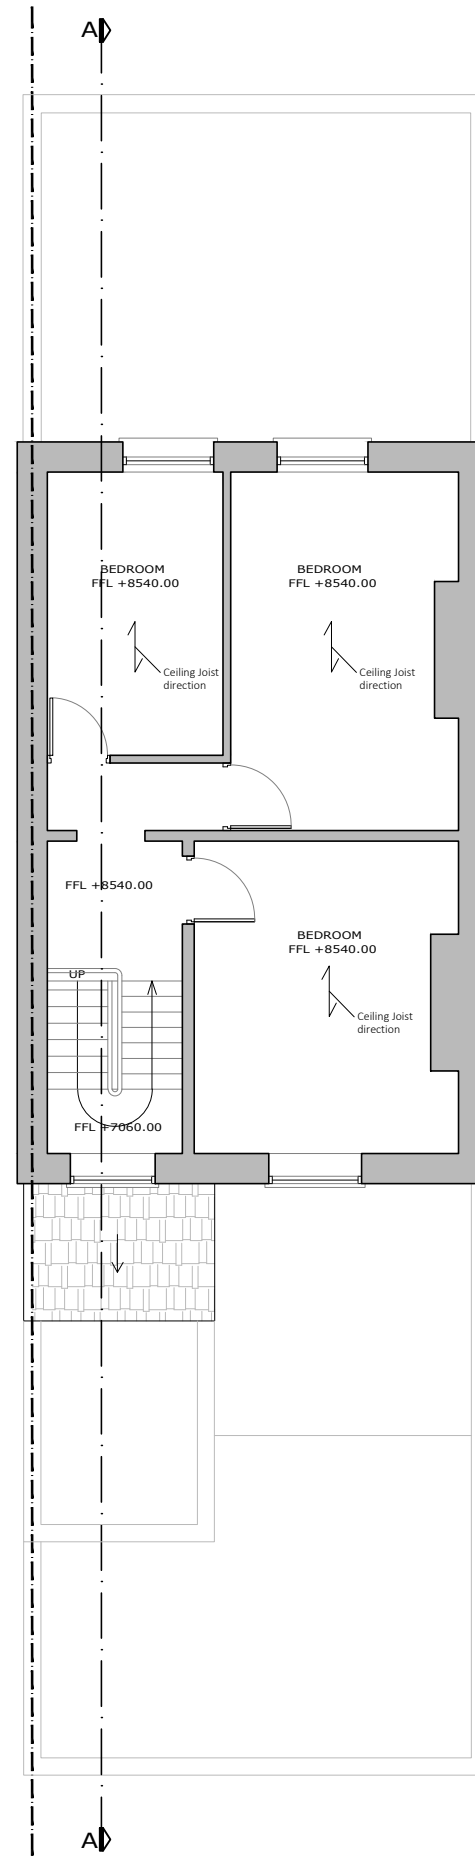 A
BEDROOM
FFL +8540.00
BEDROOM
FFL +8540.00
Ceiling Joist
direction
Ceiling Joist
direction
FFL +8540.00
BEDROOM
FFL +8540.00
UP
Ceiling Joist
direction
FFL +7060.00
A